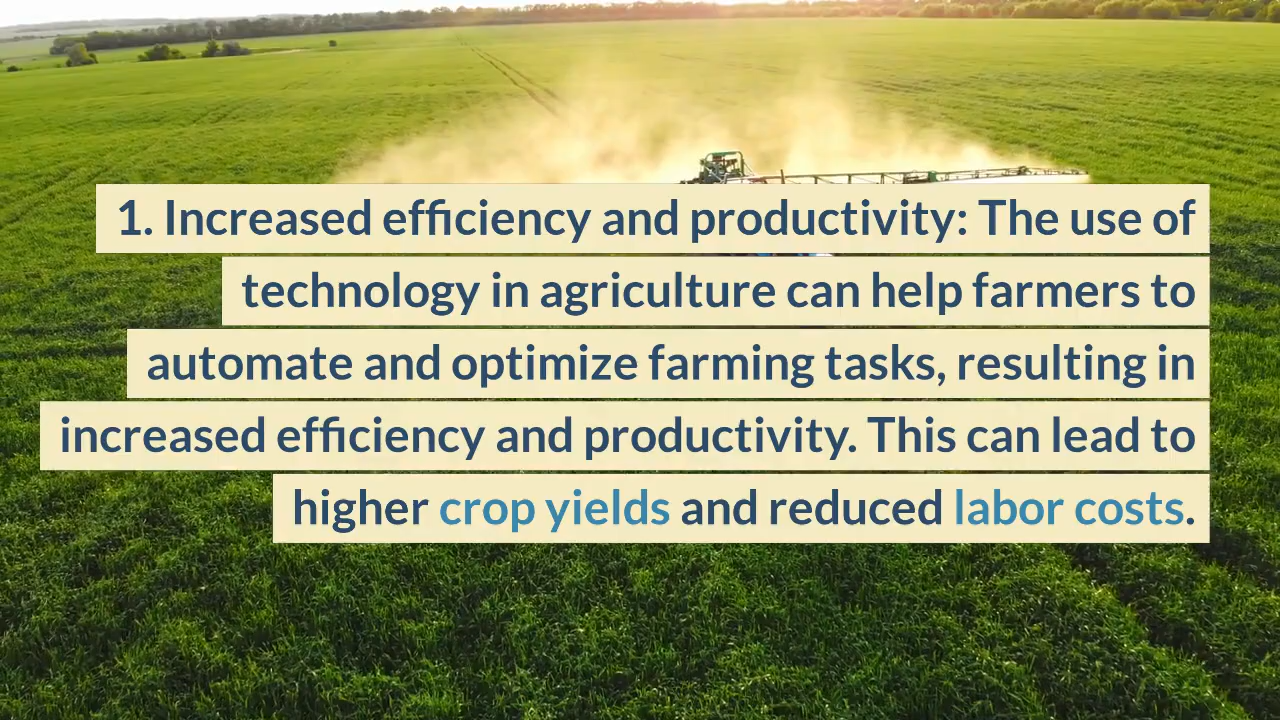 1. Increased efficiency and productivity: The use of
technology in agriculture can help farmers to
automate and optimize farming tasks, resulting in
increased efficiency and productivity. This can lead to
higher crop yields and reduced labor costs.